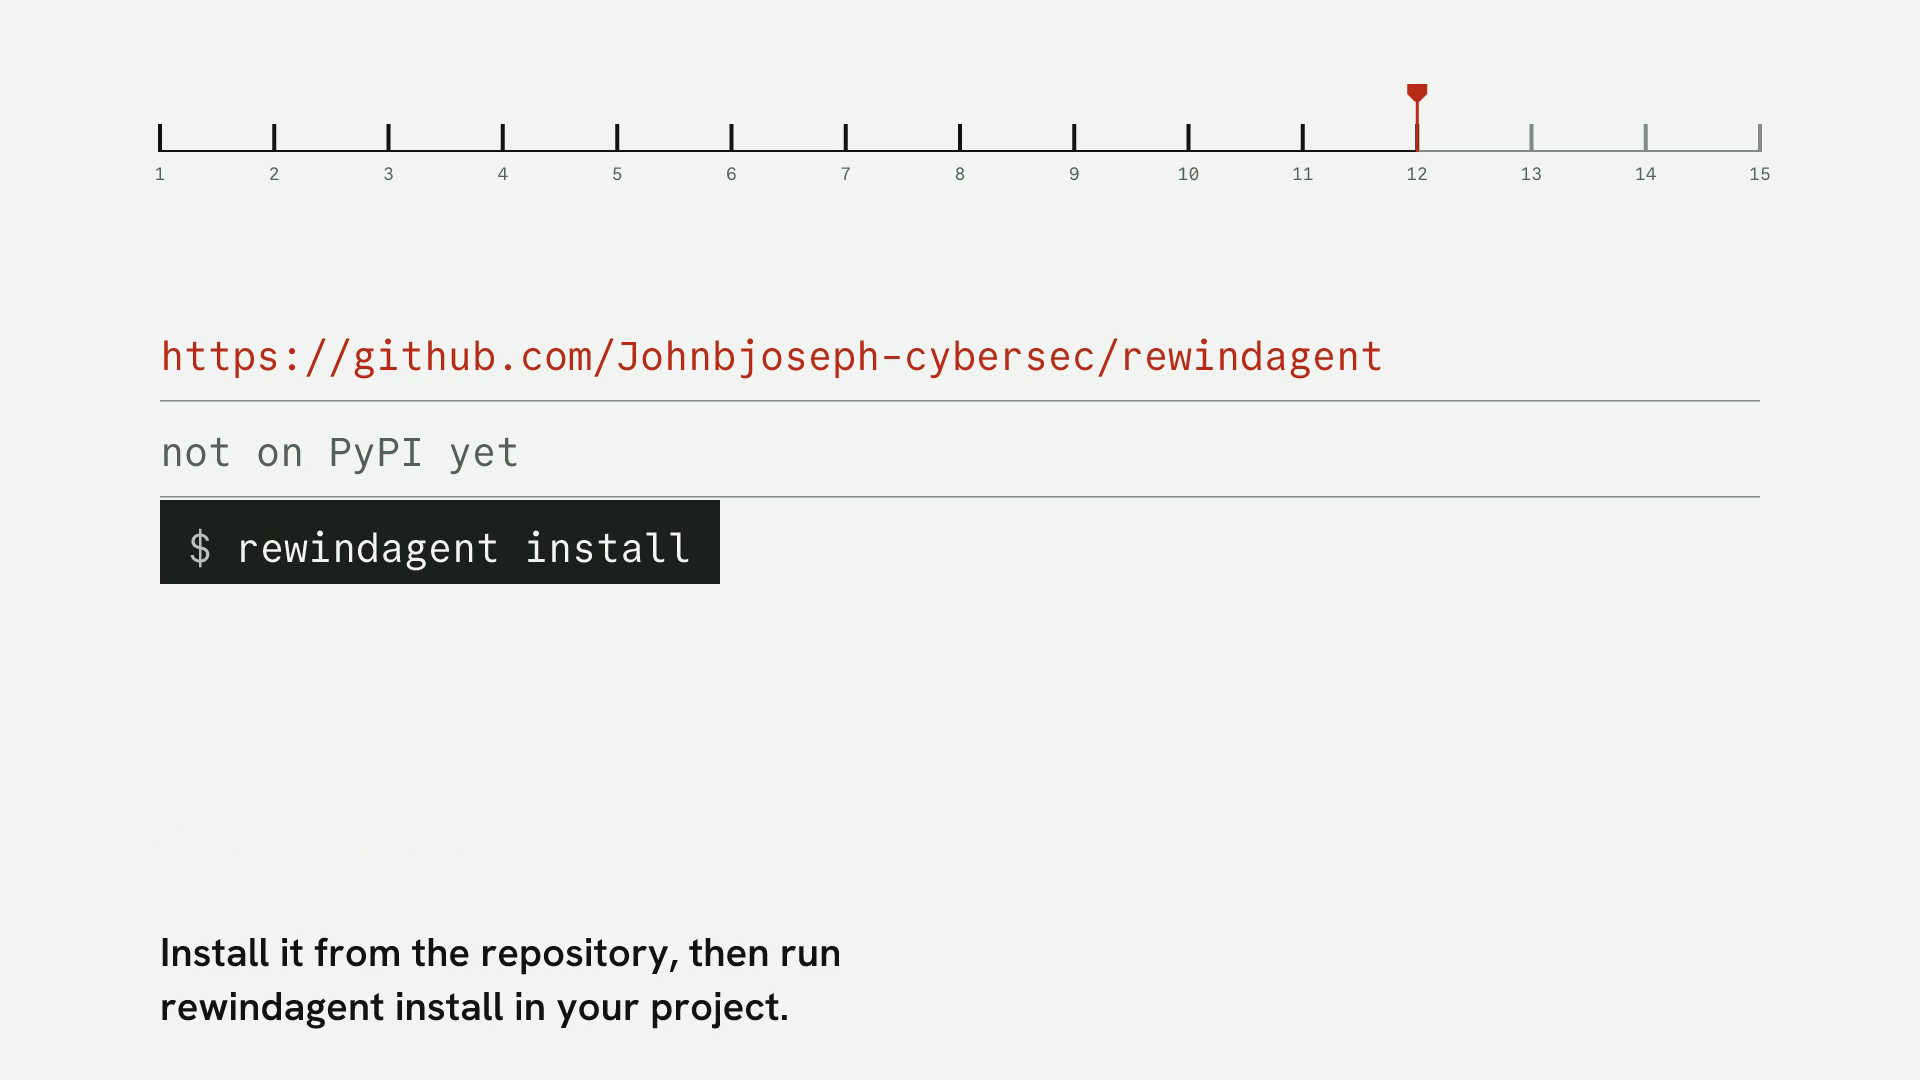 1 2 3 4 5 6 7 8 9 10 11 12 13 14 15
https://github.com/Johnbjoseph-cybersec/rewindagent
not on PyPI yet
$ rewindagent install
Install it from the repository, then run
rewindagent install in your project.